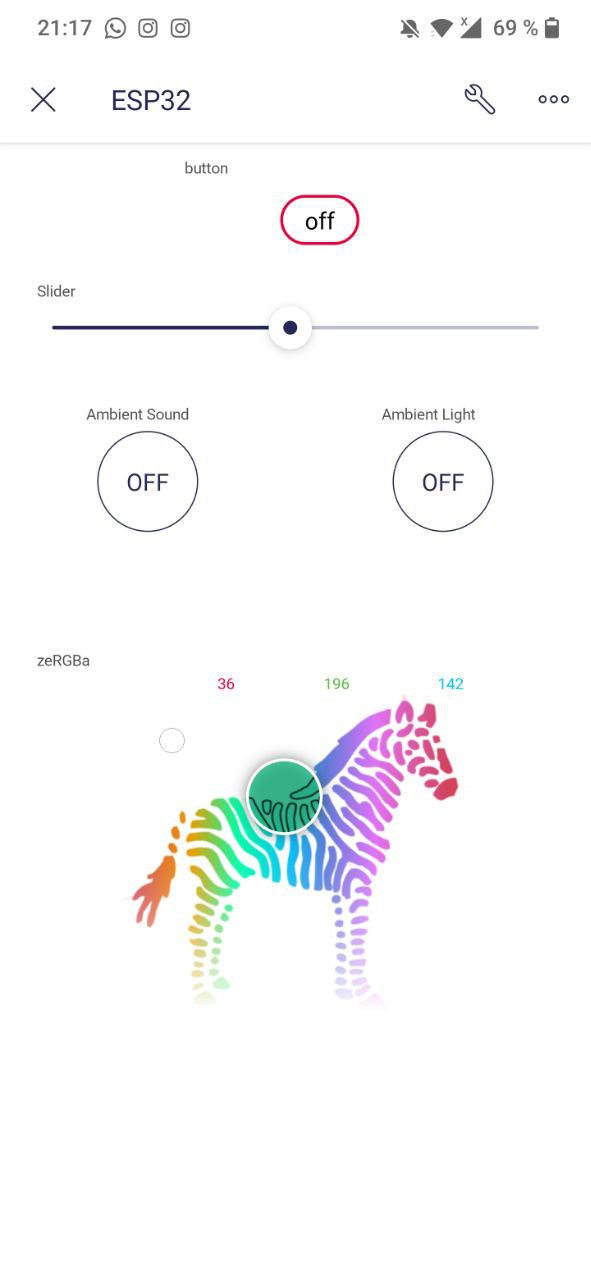 21:17 69 %
ESP32
button
off
Slider
Ambient Sound Ambient Light
OFF OFF
zeRGBa
36 196 142